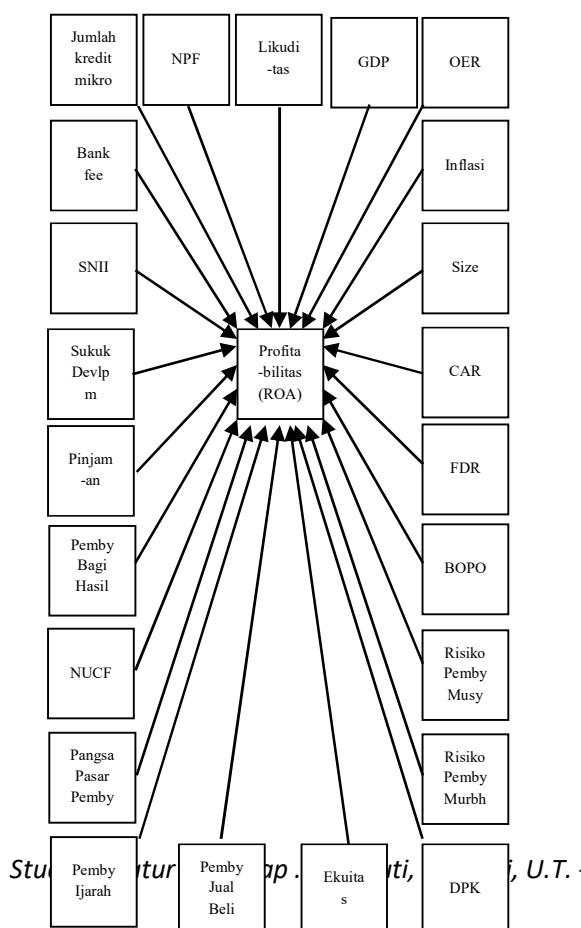 Jumlah
kredit
mikro
NPF
Likudi
-tas
GDP
OER
Bank
fee
Inflasi
SNII
Size
Sukuk
Devlp
m
Profita
-bilitas
(ROA)
CAR
Pinjam
-an
FDR
Pemby
Bagi
Hasil
BOPO
NUCF
Risiko
Pemby
Musy
Pangsa
Pasar
Pemby
Risiko
Pemby
Murbh
Pemby
Ijarah
Pemby
Jual
Beli
Ekuita
s
DPK
U.T. -